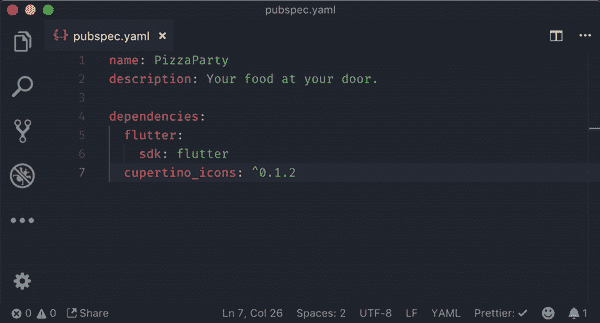 pubspec.yaml
{·} pubspec.yaml ×
1 name: PizzaParty
2 description: Your food at your door.
3
4 dependencies:
5 flutter:
6 sdk: flutter
7 cupertino_icons: ^0.1.2
0 0 Share Ln 7, Col 26 Spaces: 2 UTF-8 LF YAML Prettier: ✓ 1